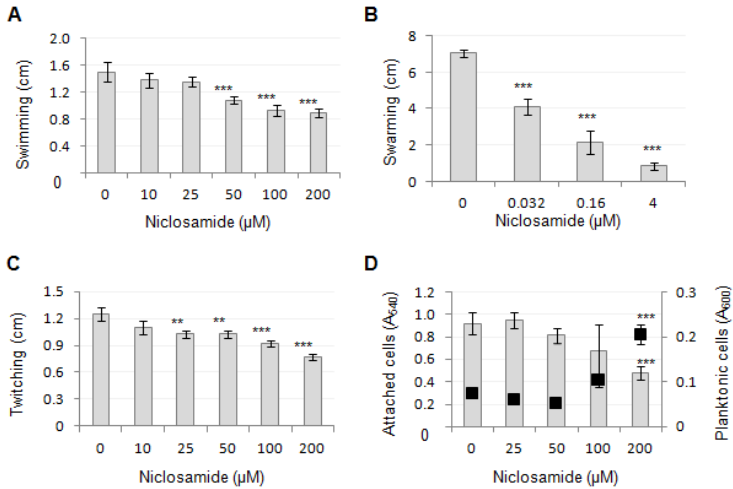 A
Swimming (cm)
2.0
1.6
1.2
0.8
0.4
0
***
***
***
0 10 25 50 100 200
Niclosamide (µM)
B
Swarming (cm)
8
6
4
2
0
***
***
***
0 0.032 0.16 4
Niclosamide (µM)
C
Twitching (cm)
1.5
1.2
0.9
0.6
0.3
0
**
**
***
***
0 10 25 50 100 200
Niclosamide (µM)
D
Attached cells (A540)
1.2
1.0
0.8
0.6
0.4
0.2
0
***
***
0.3
0.2
0.1
0
Planktonic cells (A600)
0 25 50 100 200
Niclosamide (µM)